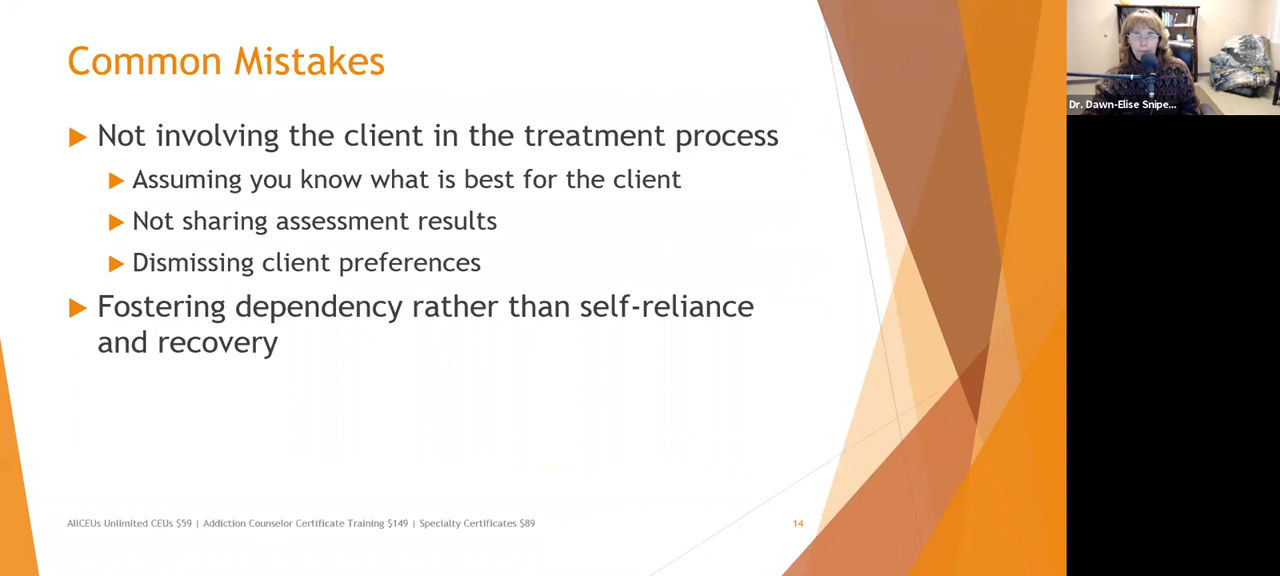 Common Mistakes
Not involving the client in the treatment process
Assuming you know what is best for the client
Not sharing assessment results
Dismissing client preferences
Fostering dependency rather than self-reliance
and recovery
AllCEUs Unlimited CEUs $59 | Addiction Counselor Certificate Training $149 | Specialty Certificates $89
14
Dr. Dawn-Elise Snipe...